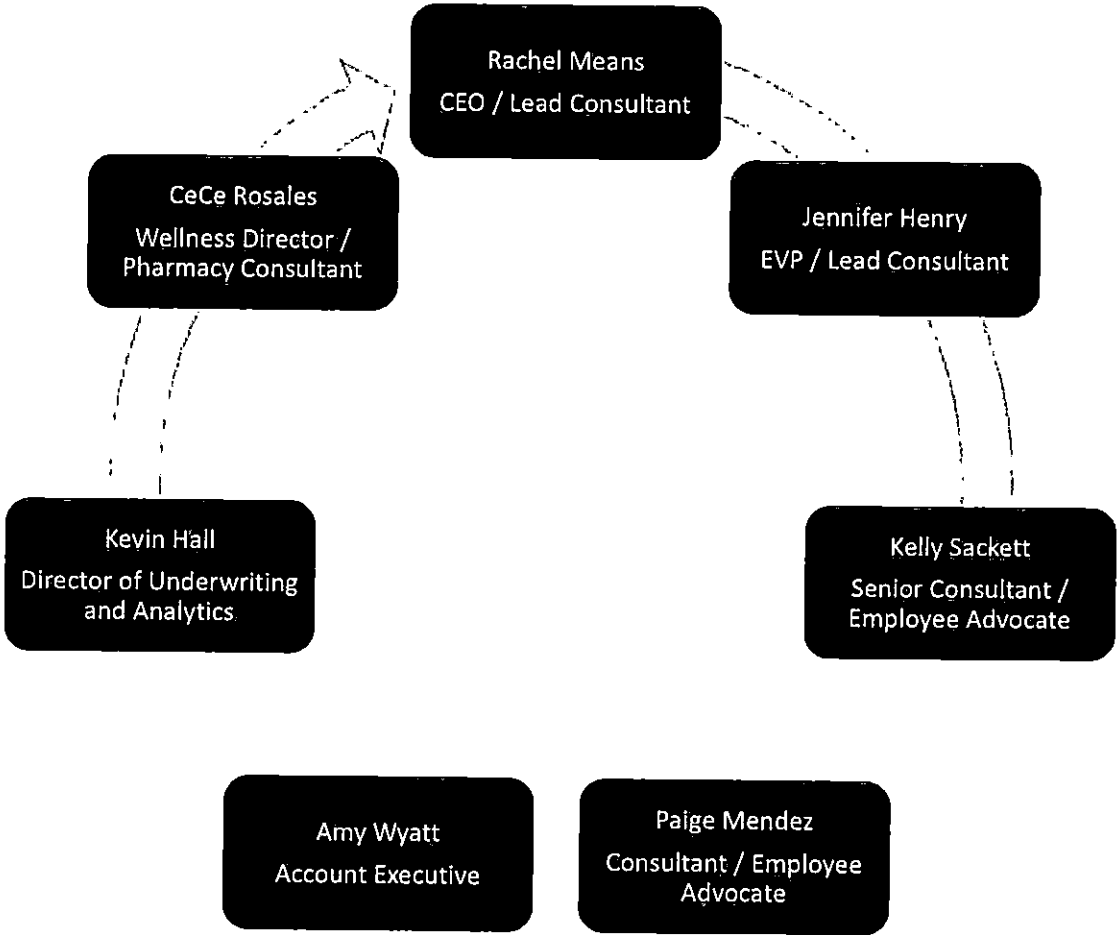 Rachel Means
CEO / Lead Consultant
CeCe Rosales
Wellness Director /
Pharmacy Consultant
Jennifer Henry
EVP / Lead Consultant
Kevin Hall
Director of Underwriting
and Analytics
Kelly Sackett
Senior Consultant /
Employee Advocate
Amy Wyatt
Account Executive
Paige Mendez
Consultant / Employee
Advocate